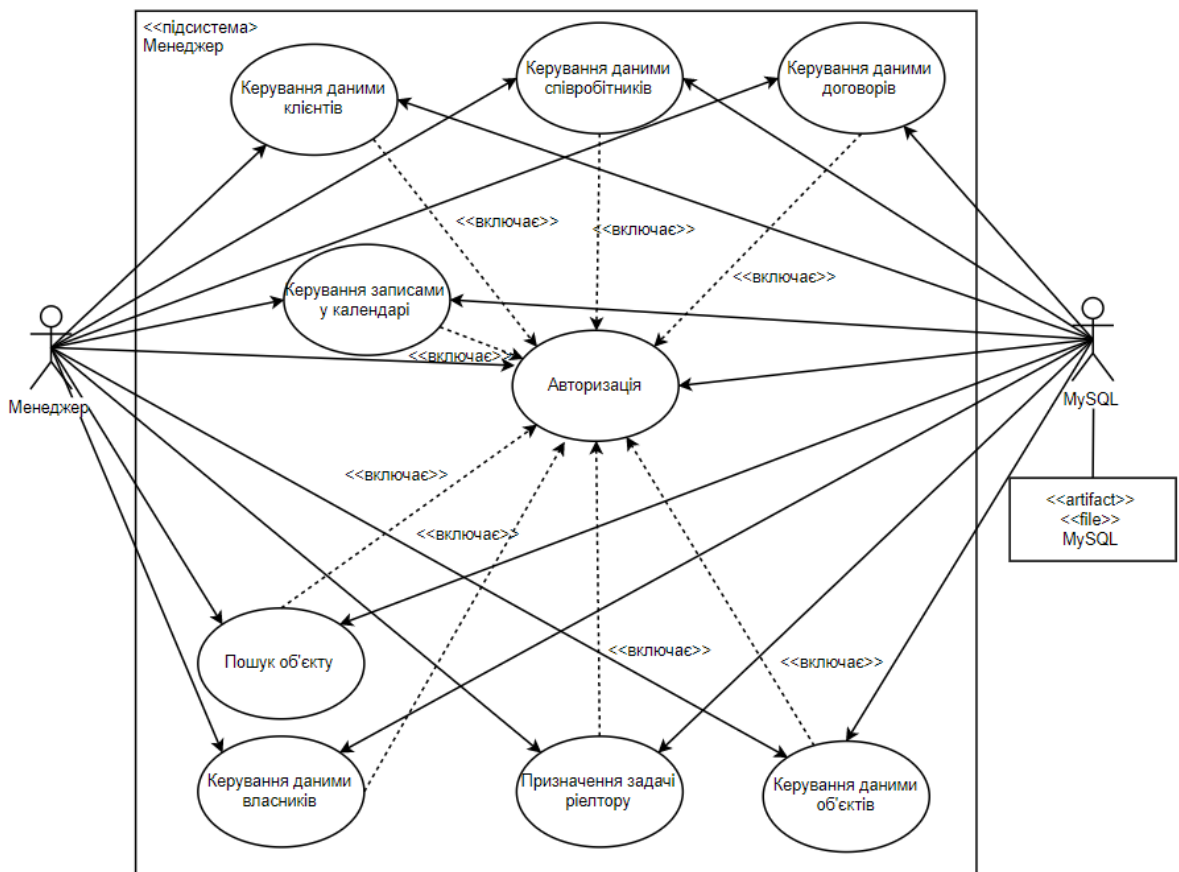 <<підсистема>
Менеджер
Керування даними
клієнтів
Керування даними
співробітників
Керування даними
договорів
<<включає>>
<<включає>>
<<включає>>
Керування записами
у календарі
<<включає>>
Авторизація
Менеджер
MySQL
<<включає>>
<<включає>>
<<artifact>>
<<file>>
MySQL
Пошук об'єкту
<<включає>>
<<включає>>
Керування даними
власників
Призначення задачі
ріелтору
Керування даними
об'єктів